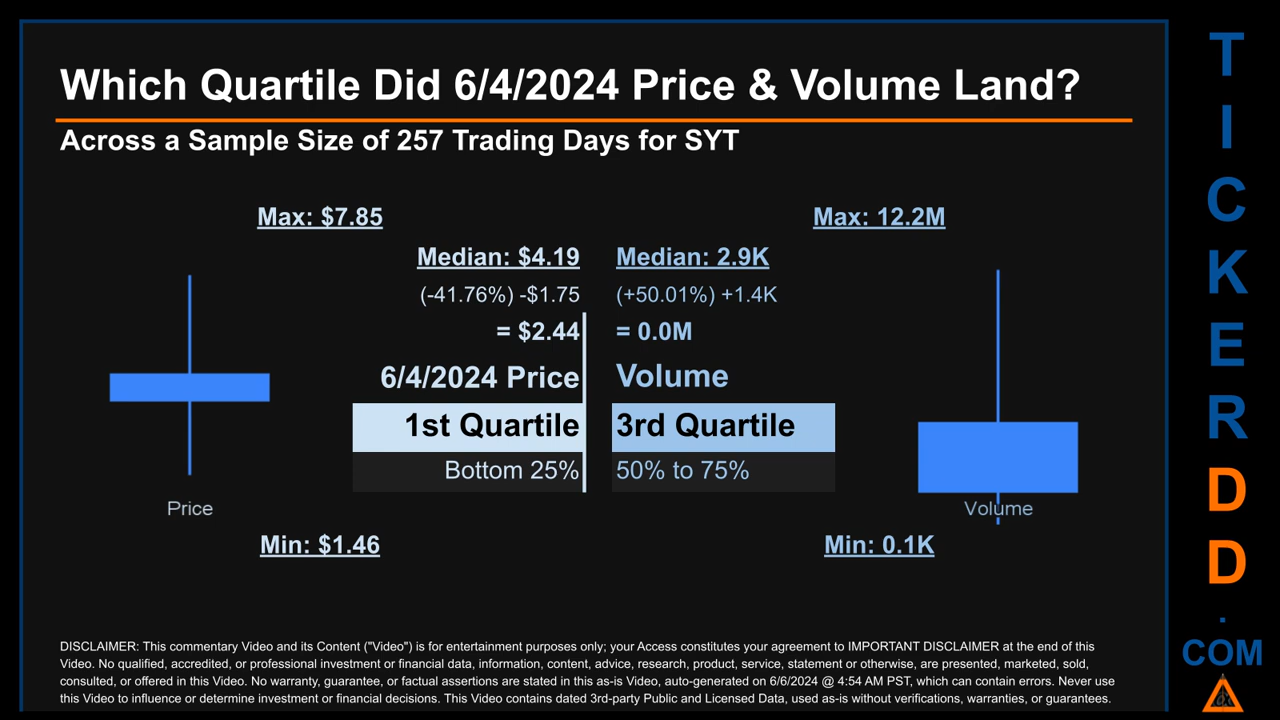 Which Quartile Did 6/4/2024 Price & Volume Land?
Across a Sample Size of 257 Trading Days for SYT
Max: $7.85
Max: 12.2M
Median: $4.19
Median: 2.9K
(-41.76%) -$1.75
(+50.01%) +1.4K
= $2.44
= 0.0M
6/4/2024 Price
Volume
1st Quartile
3rd Quartile
Bottom 25%
50% to 75%
Price
Volume
Min: $1.46
Min: 0.1K
DISCLAIMER: This commentary Video and its Content ("Video") is for entertainment purposes only; your Access constitutes your agreement to IMPORTANT DISCLAIMER at the end of this
Video. No qualified, accredited, or professional investment or financial data, information, content, advice, research, product, service, statement or otherwise, are presented, marketed, sold,
consulted, or offered in this Video. No warranty, guarantee, or factual assertions are stated in this as-is Video, auto-generated on 6/6/2024 @ 4:54 AM PST, which can contain errors. Never use
this Video to influence or determine investment or financial decisions. This Video contains dated 3rd-party Public and Licensed Data, used as-is without verifications, warranties, or guarantees.
T
I
C
K
E
R
D
D
.
COM